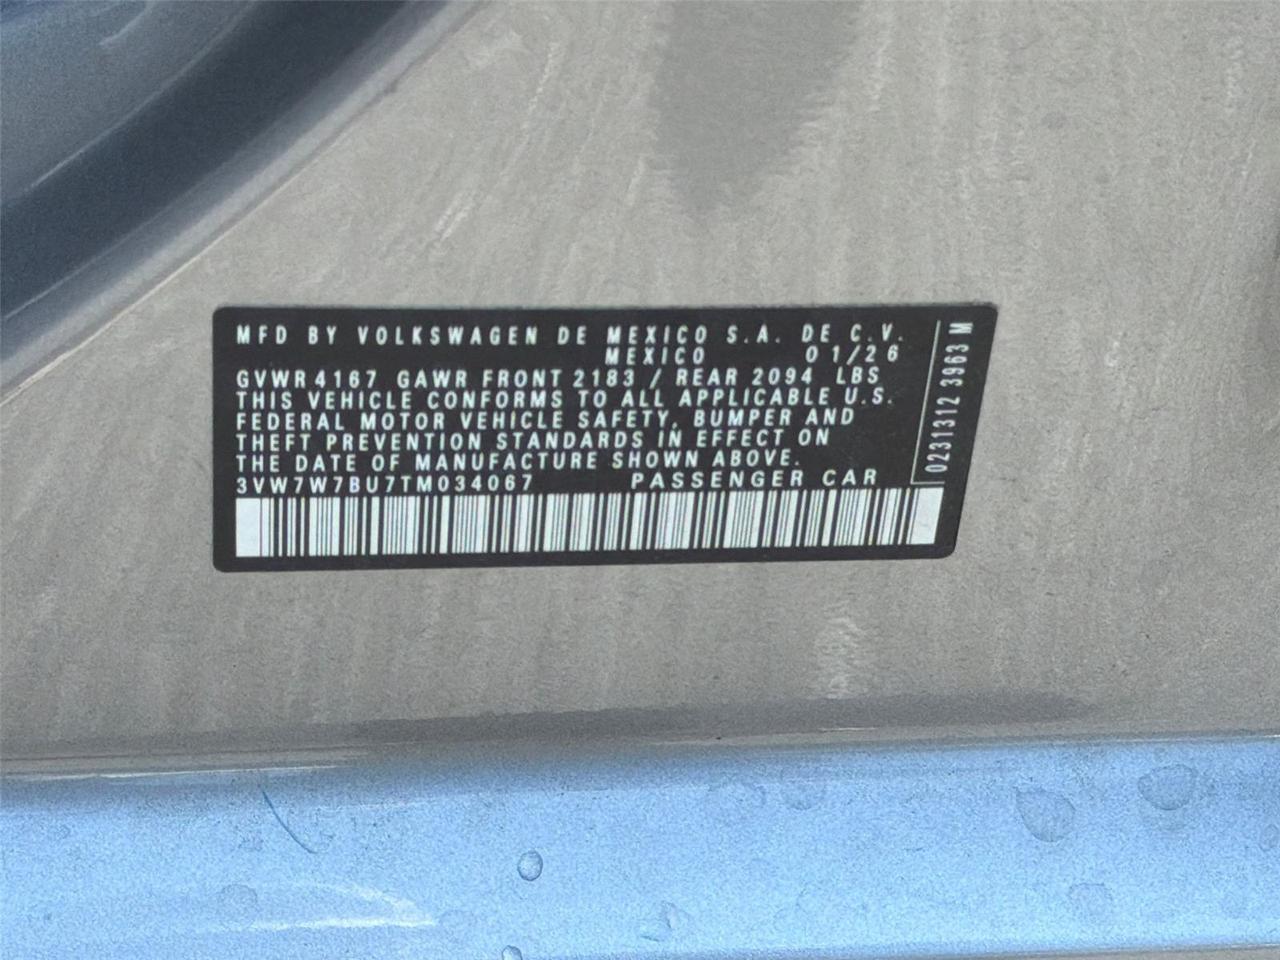 MFD BY VOLKSWAGEN DE MEXICO S.A. DE C.V.
MEXICO 01/26
GVWR 4167 GAWR FRONT 2183 / REAR 2094 LBS
THIS VEHICLE CONFORMS TO ALL APPLICABLE U.S.
FEDERAL MOTOR VEHICLE SAFETY, BUMPER AND
THEFT PREVENTION STANDARDS IN EFFECT ON
THE DATE OF MANUFACTURE SHOWN ABOVE.
3VW7W7BU7TM034067 PASSENGER CAR
0231312 3963 M